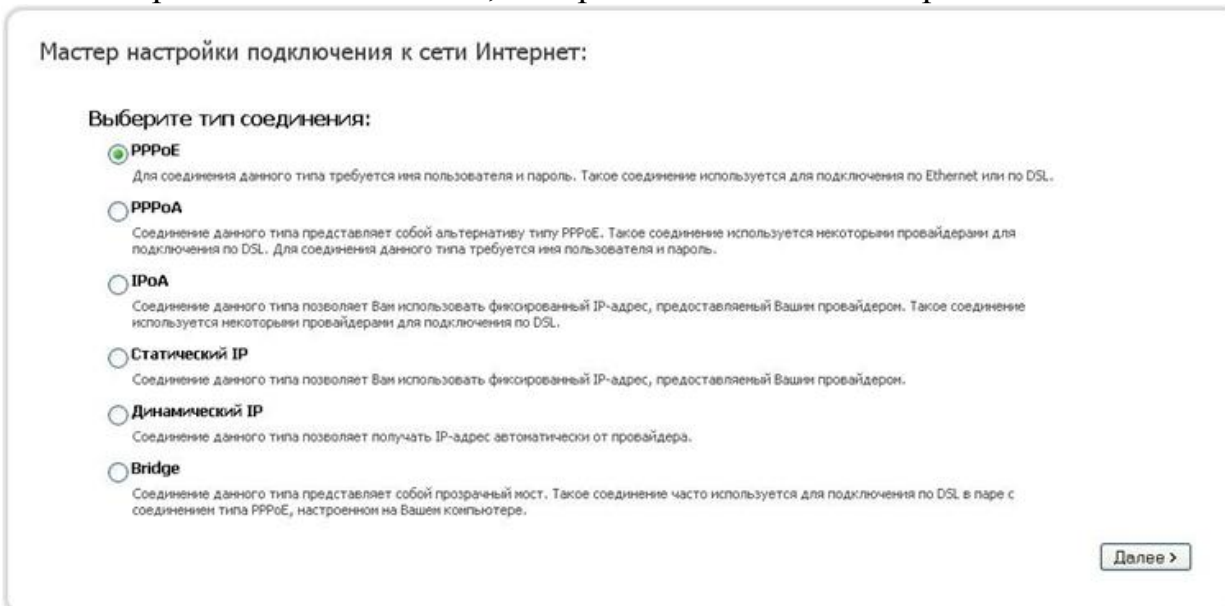 Мастер настройки подключения к сети Интернет:
Выберите тип соединения:
PPPoE
Для соединения данного типа требуется имя пользователя и пароль. Такое соединение используется для подключения по Ethernet или по DSL.
PPPoA
Соединение данного типа представляет собой альтернативу типу PPPoE. Такое соединение используется некоторыми провайдерами для
подключения по DSL. Для соединения данного типа требуется имя пользователя и пароль.
IPoA
Соединение данного типа позволяет Вам использовать фиксированный IP-адрес, предоставляемый Вашим провайдером. Такое соединение
используется некоторыми провайдерами для подключения по DSL.
Статический IP
Соединение данного типа позволяет Вам использовать фиксированный IP-адрес, предоставляемый Вашим провайдером.
Динамический IP
Соединение данного типа позволяет получать IP-адрес автоматически от провайдера.
Bridge
Соединение данного типа представляет собой прозрачный мост. Такое соединение часто используется для подключения по DSL в паре с
соединением типа PPPoE, настроенном на Вашем компьютере.
Далее >